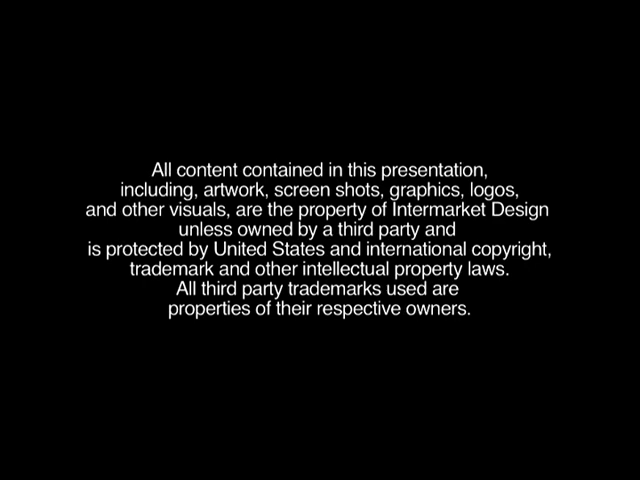 All content contained in this presentation,
including, artwork, screen shots, graphics, logos,
and other visuals, are the property of Intermarket Design
unless owned by a third party and
is protected by United States and international copyright,
trademark and other intellectual property laws.
All third party trademarks used are
properties of their respective owners.